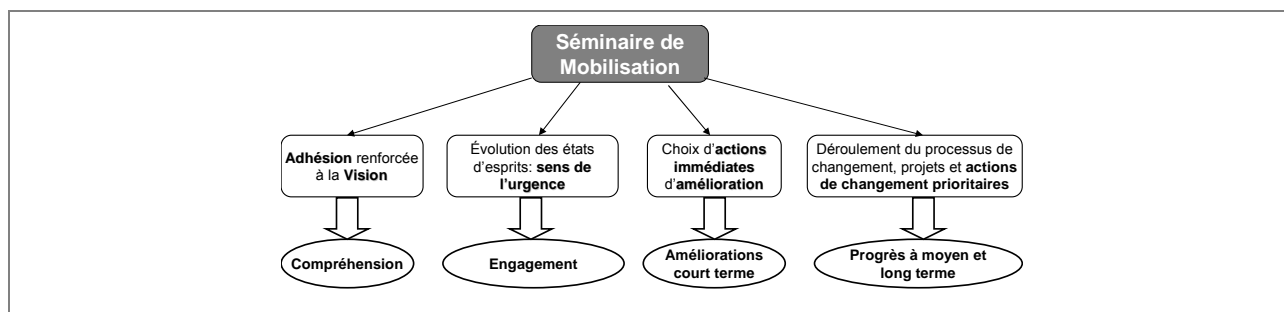 Séminaire de
Mobilisation
Adhésion renforcée
à la Vision
Évolution des états
d'esprits: sens de
l'urgence
Choix d'actions
immédiates
d'amélioration
Déroulement du processus de
changement, projets et actions
de changement prioritaires
Compréhension
Engagement
Améliorations
court terme
Progrès à moyen et
long terme